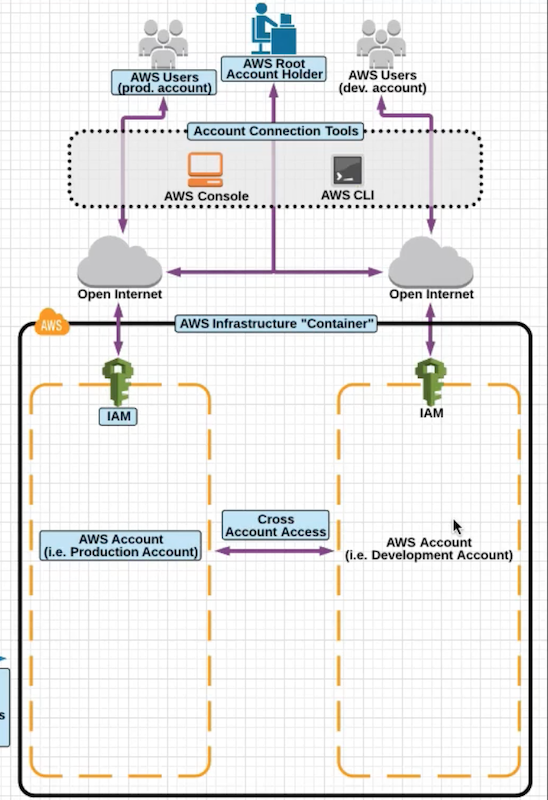 AWS Users
(prod. account)
AWS Root
Account Holder
AWS Users
(dev. account)
Account Connection Tools
AWS Console
AWS CLI
Open Internet
Open Internet
AWS
AWS Infrastructure "Container"
IAM
IAM
Cross
Account Access
AWS Account
(i.e. Production Account)
AWS Account
(i.e. Development Account)
s